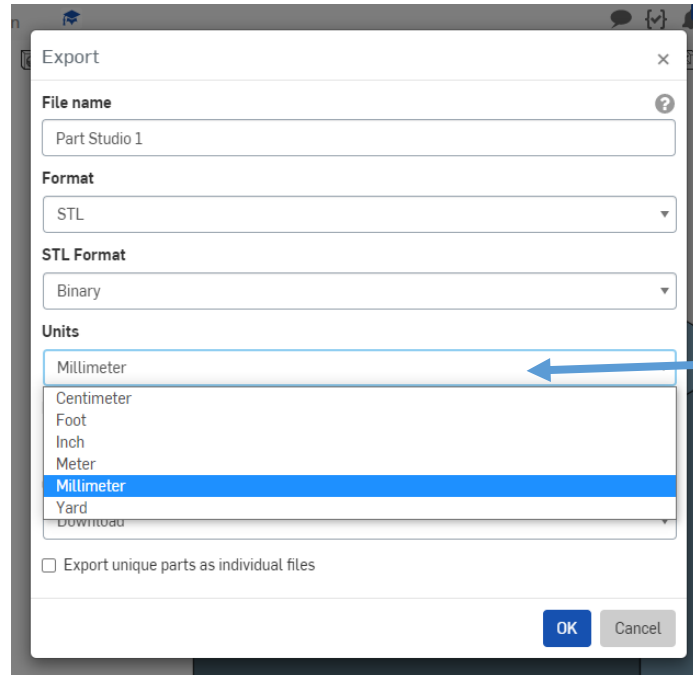 Export
File name
Part Studio 1
Format
STL
STL Format
Binary
Units
Millimeter
Centimeter
Foot
Inch
Meter
Millimeter
Yard
Download
Export unique parts as individual files
OK Cancel